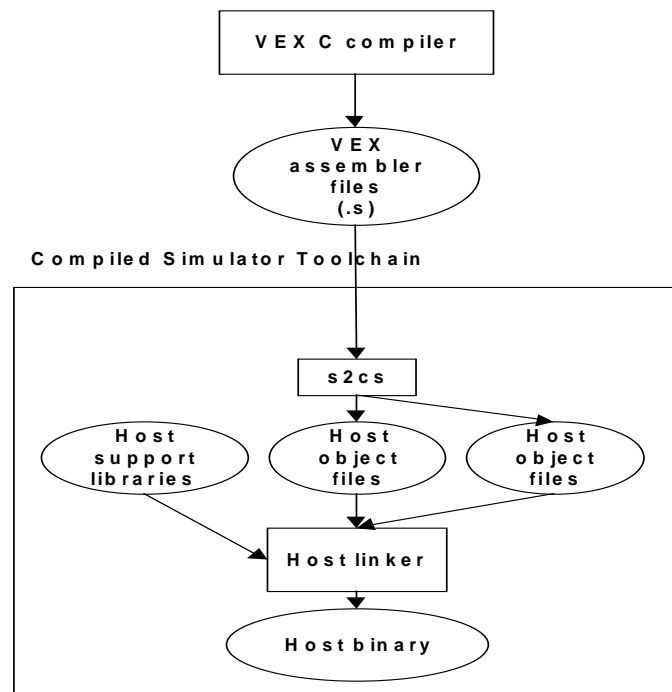 VEX C compiler
VEX
assembler
files
(.s)
Compiled Simulator Toolchain
s2cs
Host
support
libraries
Host
object
files
Host
object
files
Host linker
Host binary